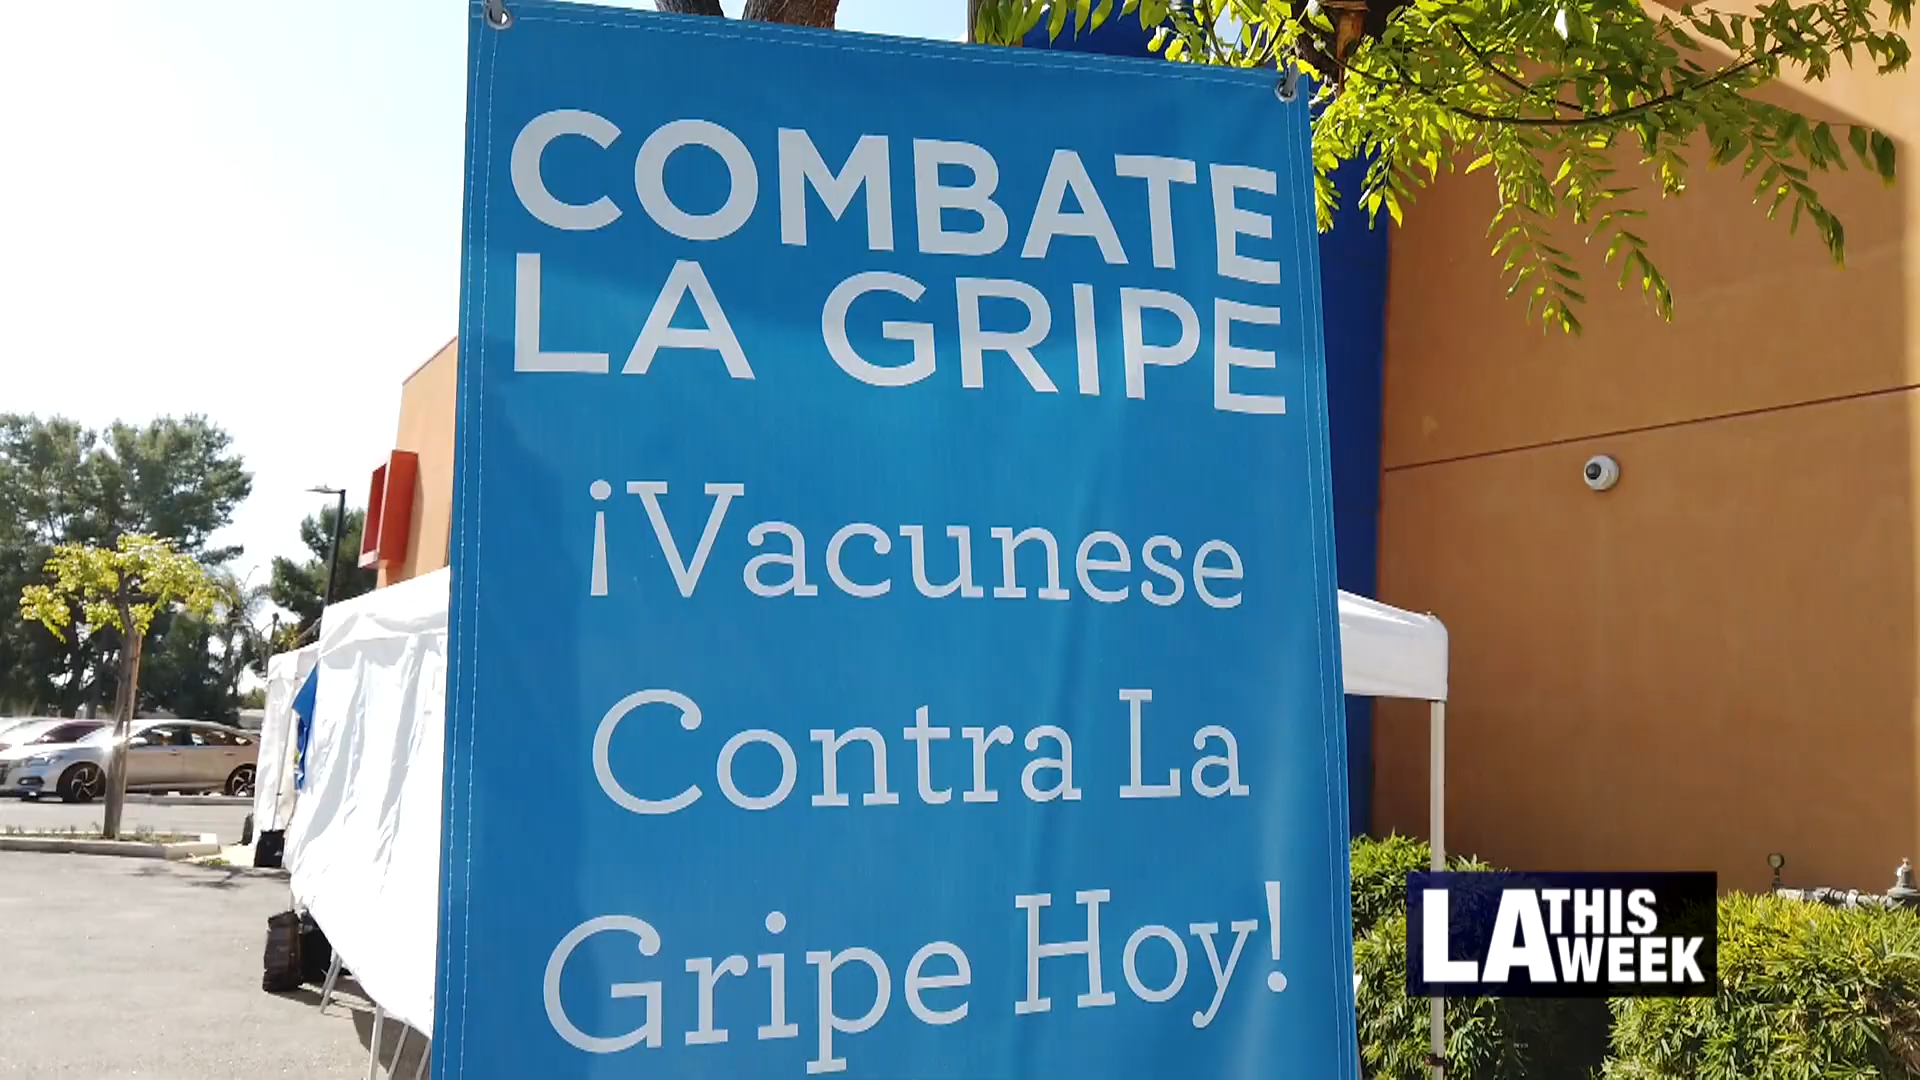 COMBATE
LA GRIPE
¡Vacunese
Contra La
Gripe Hoy!
LA THIS WEEK